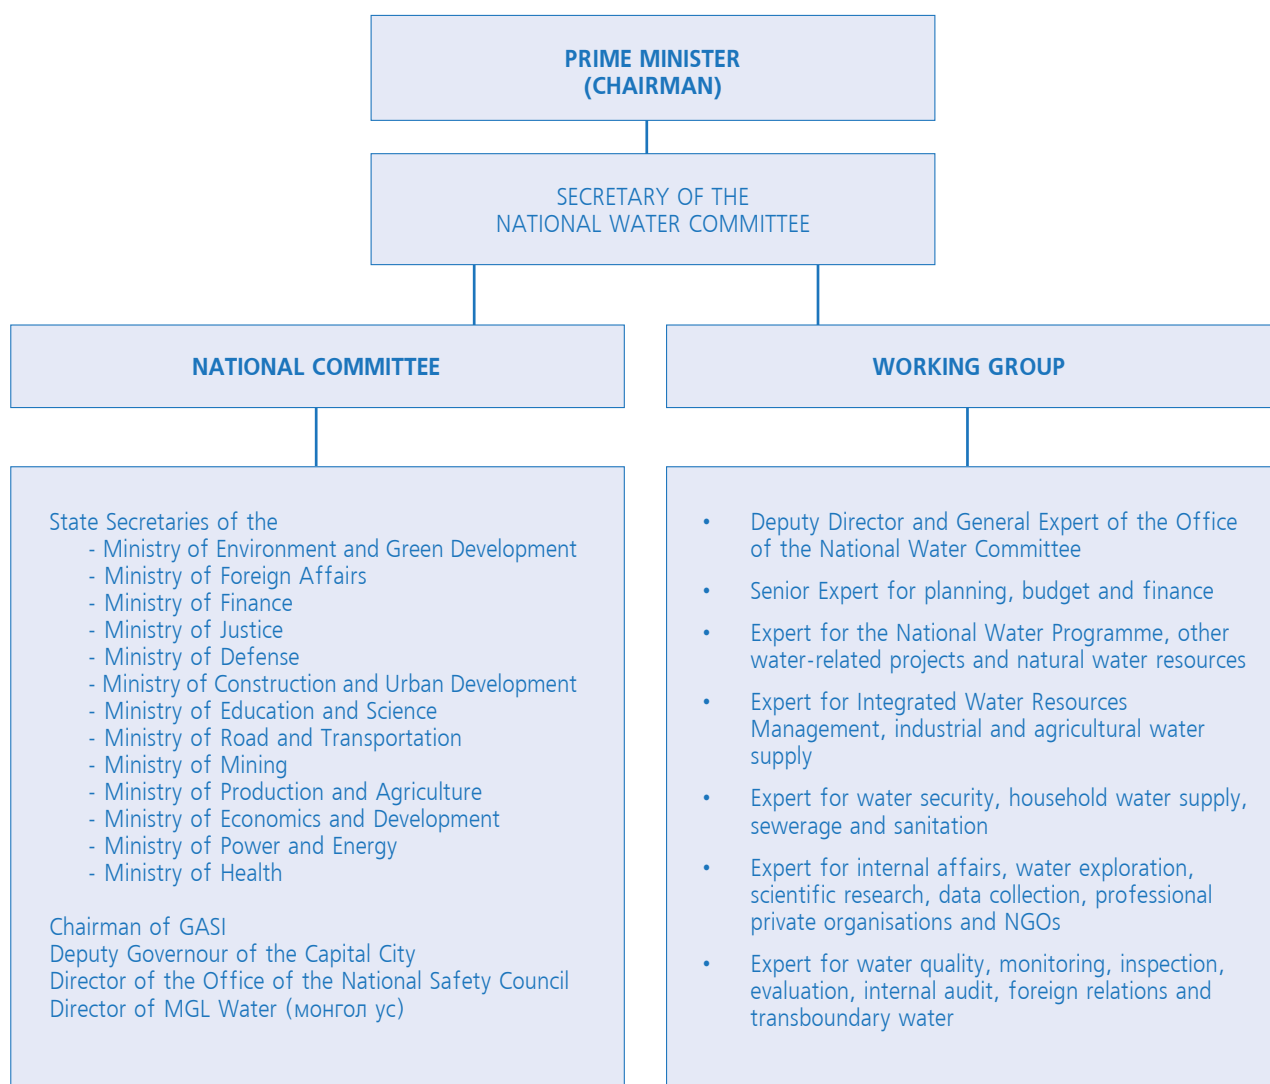 PRIME MINISTER
(CHAIRMAN)
SECRETARY OF THE
NATIONAL WATER COMMITTEE
NATIONAL COMMITTEE
State Secretaries of the
- Ministry of Environment and Green Development
- Ministry of Foreign Affairs
- Ministry of Finance
- Ministry of Justice
- Ministry of Defense
- Ministry of Construction and Urban Development
- Ministry of Education and Science
- Ministry of Road and Transportation
- Ministry of Mining
- Ministry of Production and Agriculture
- Ministry of Economics and Development
- Ministry of Power and Energy
- Ministry of Health
Chairman of GASI
Deputy Governour of the Capital City
Director of the Office of the National Safety Council
Director of MGL Water (монгол ус)
WORKING GROUP
• Deputy Director and General Expert of the Office
of the National Water Committee
• Senior Expert for planning, budget and finance
• Expert for the National Water Programme, other
water-related projects and natural water resources
• Expert for Integrated Water Resources
Management, industrial and agricultural water
supply
• Expert for water security, household water supply,
sewerage and sanitation
• Expert for internal affairs, water exploration,
scientific research, data collection, professional
private organisations and NGOs
• Expert for water quality, monitoring, inspection,
evaluation, internal audit, foreign relations and
transboundary water